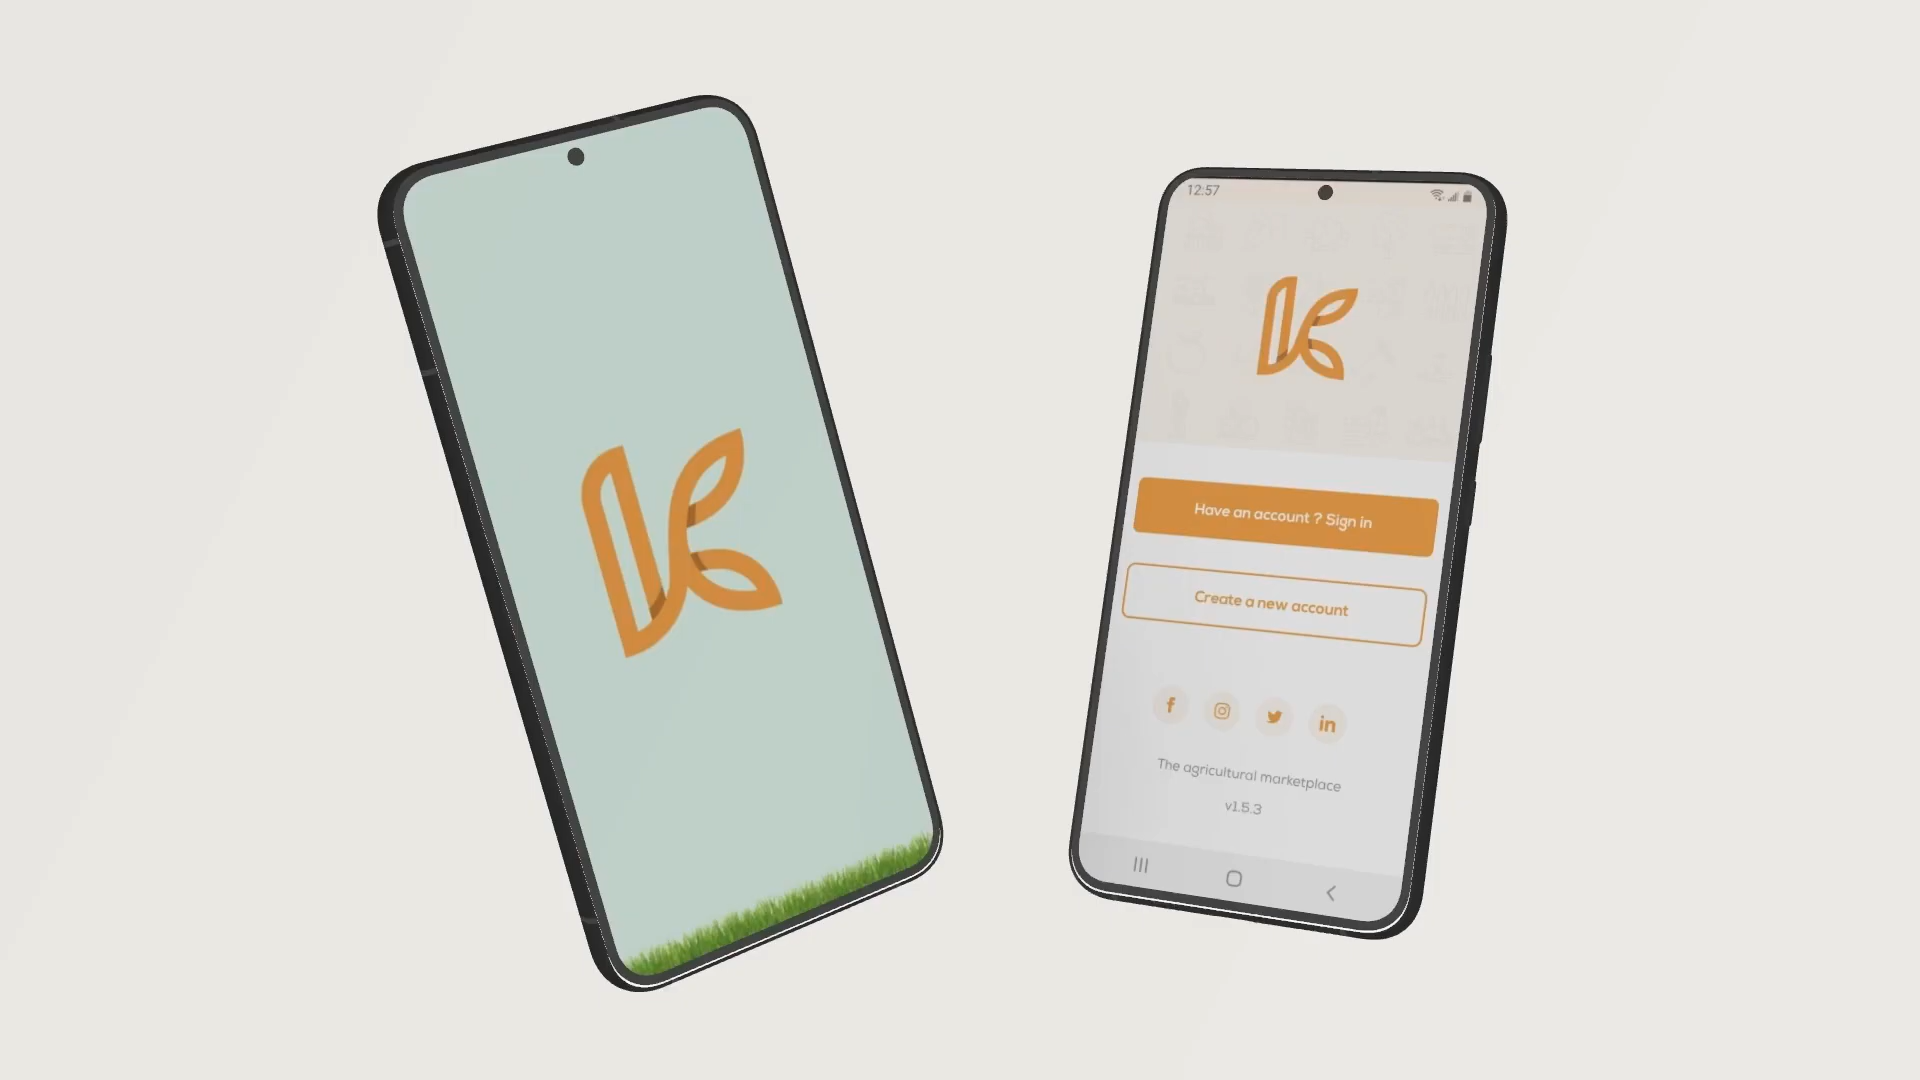 12:57
Have an account ? Sign in
Create a new account
The agricultural marketplace
v1.5.3